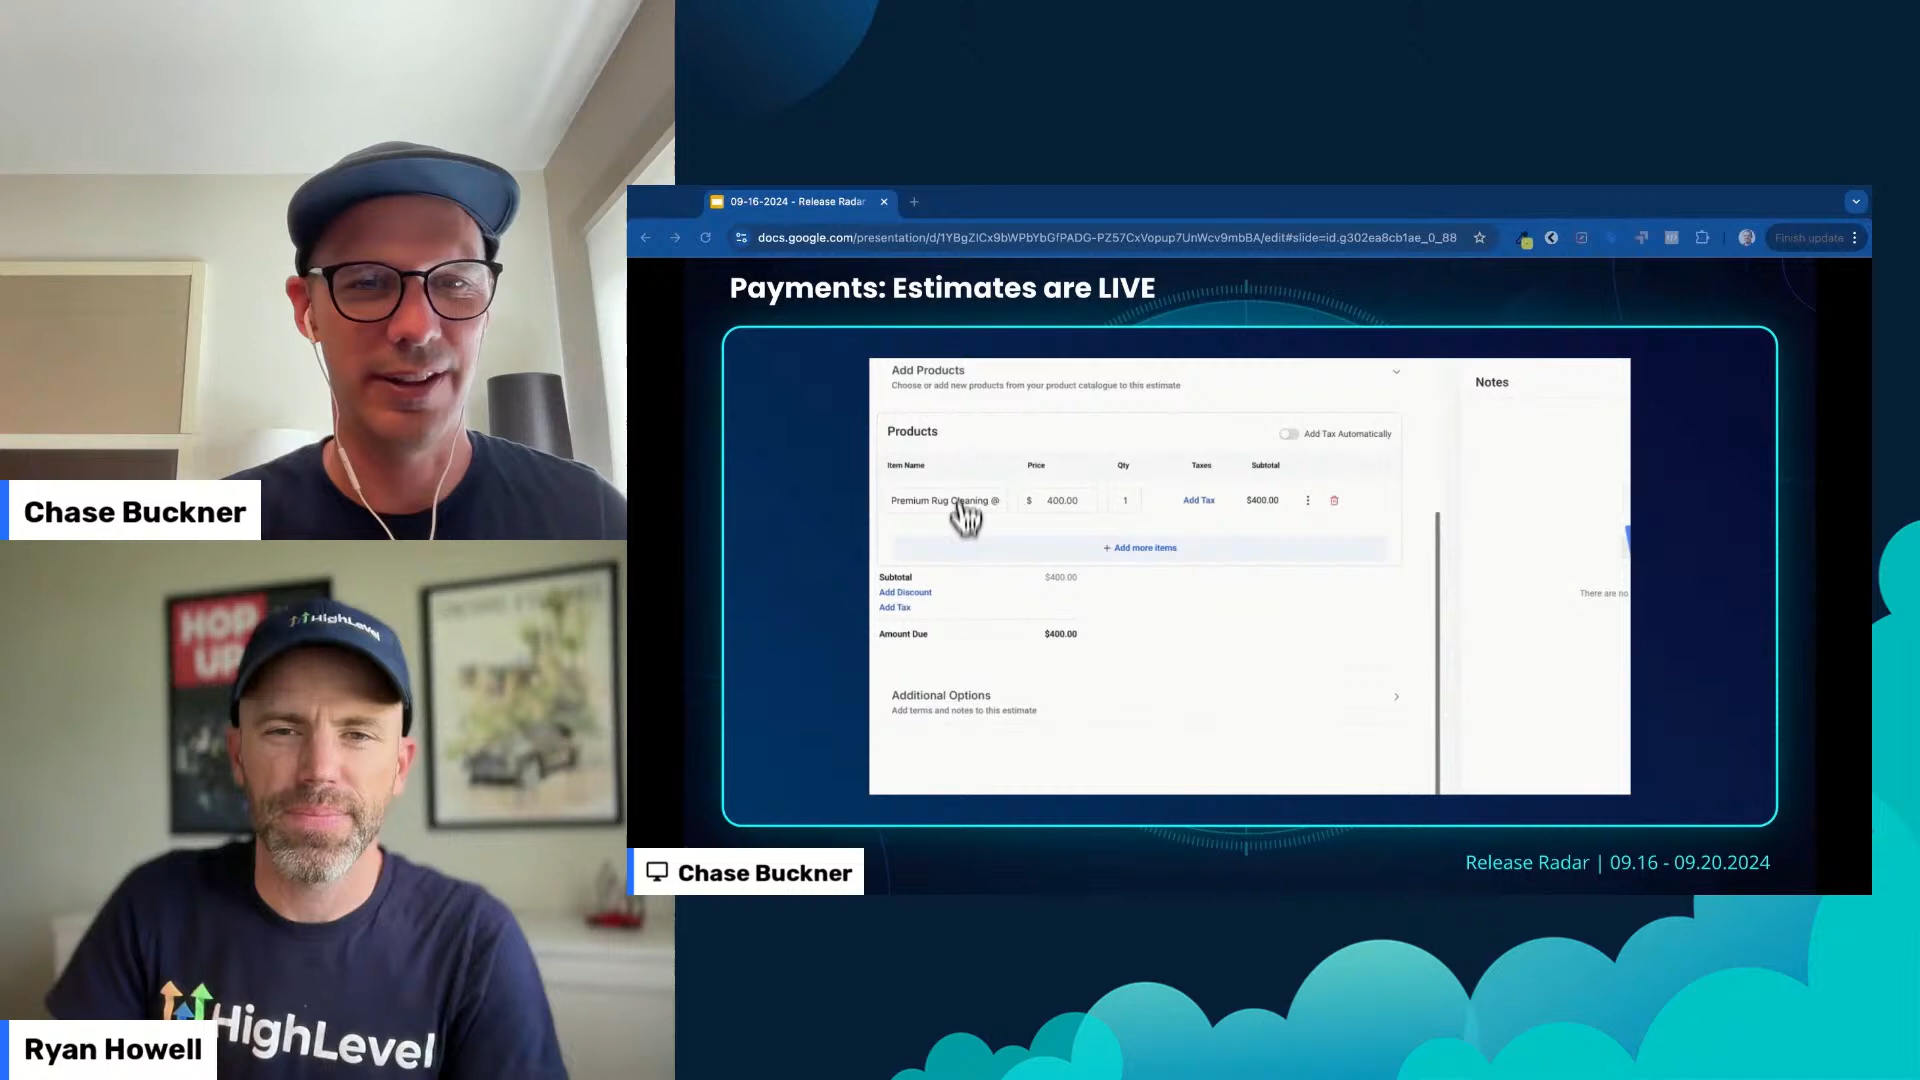 09-16-2024 - Release Radar
docs.google.com/presentation/d/1YBgZlCx9bWPbYbGfPADG-PZ57CxVopup7UnWcv9mbBA/edit#slide=id.g302ea8cb1ae_0_88
Finish update
Payments: Estimates are LIVE
Add Products
Choose or add new products from your product catalogue to this estimate
Notes
Products
Add Tax Automatically
Item Name Price Qty Taxes Subtotal
Premium Rug Cleaning @ $ 400.00 1 Add Tax $400.00
+ Add more items
Subtotal $400.00
Add Discount
Add Tax
Amount Due $400.00
There are no
Additional Options
Add terms and notes to this estimate
Release Radar | 09.16 - 09.20.2024
Chase Buckner
Chase Buckner
HOP
UP
HighLevel
HighLevel
Ryan Howell